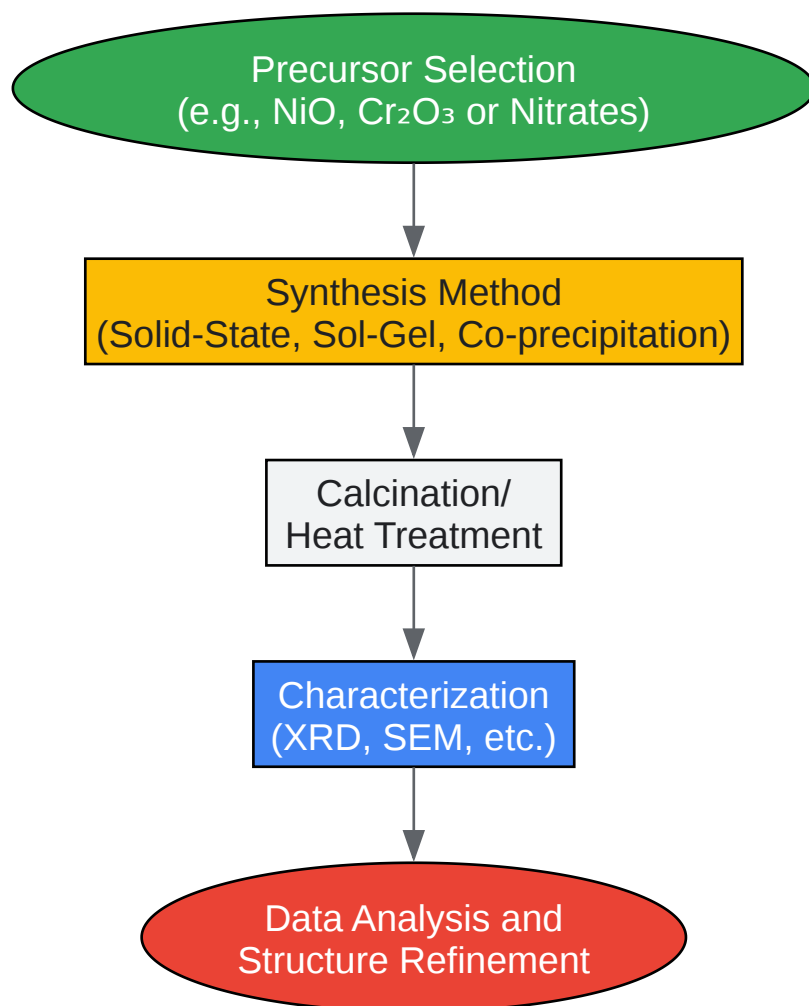 Precursor Selection
(e.g., NiO, Cr₂O₃ or Nitrates)
Synthesis Method
(Solid-State, Sol-Gel, Co-precipitation)
Calcination/
Heat Treatment
Characterization
(XRD, SEM, etc.)
Data Analysis and
Structure Refinement